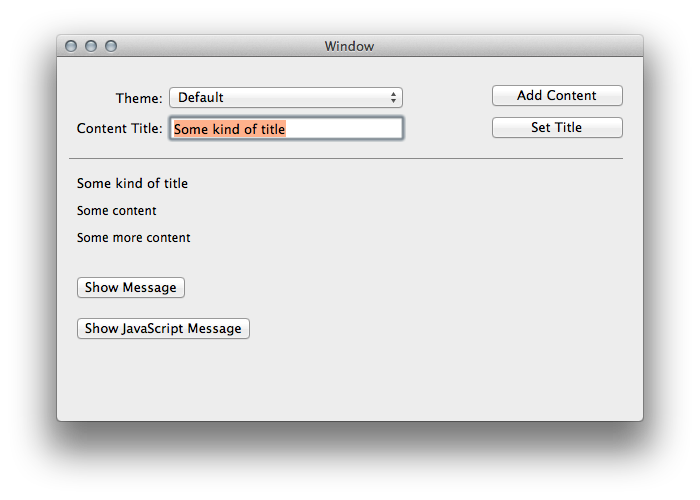 Window
Theme: Default Add Content
Content Title: Some kind of title Set Title
Some kind of title
Some content
Some more content
Show Message
Show JavaScript Message